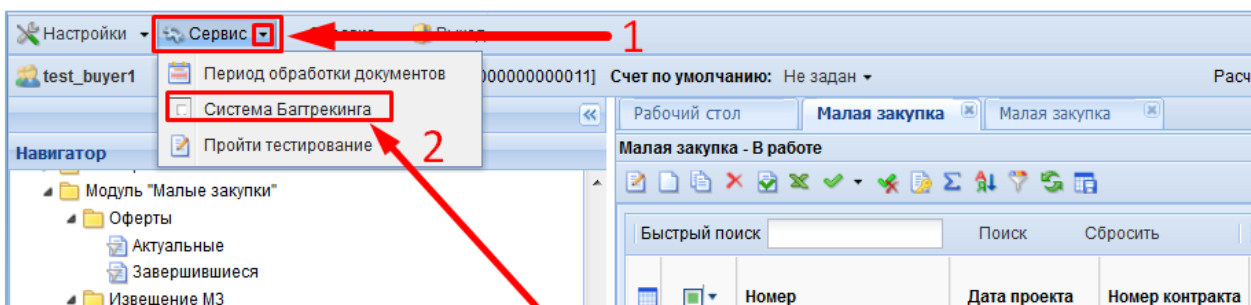 Настройки Сервис 1
test_buyer1 000000000011] Счет по умолчанию: Не задан Расч
Период обработки документов
Система Багтрекинга
Пройти тестирование
2
Рабочий стол Малая закупка Малая закупка
Навигатор
Малая закупка - В работе
Модуль "Малые закупки"
Оферты
Актуальные
Завершившиеся
Извещение МЗ
Быстрый поиск Поиск Сбросить
Номер Дата проекта Номер контракта